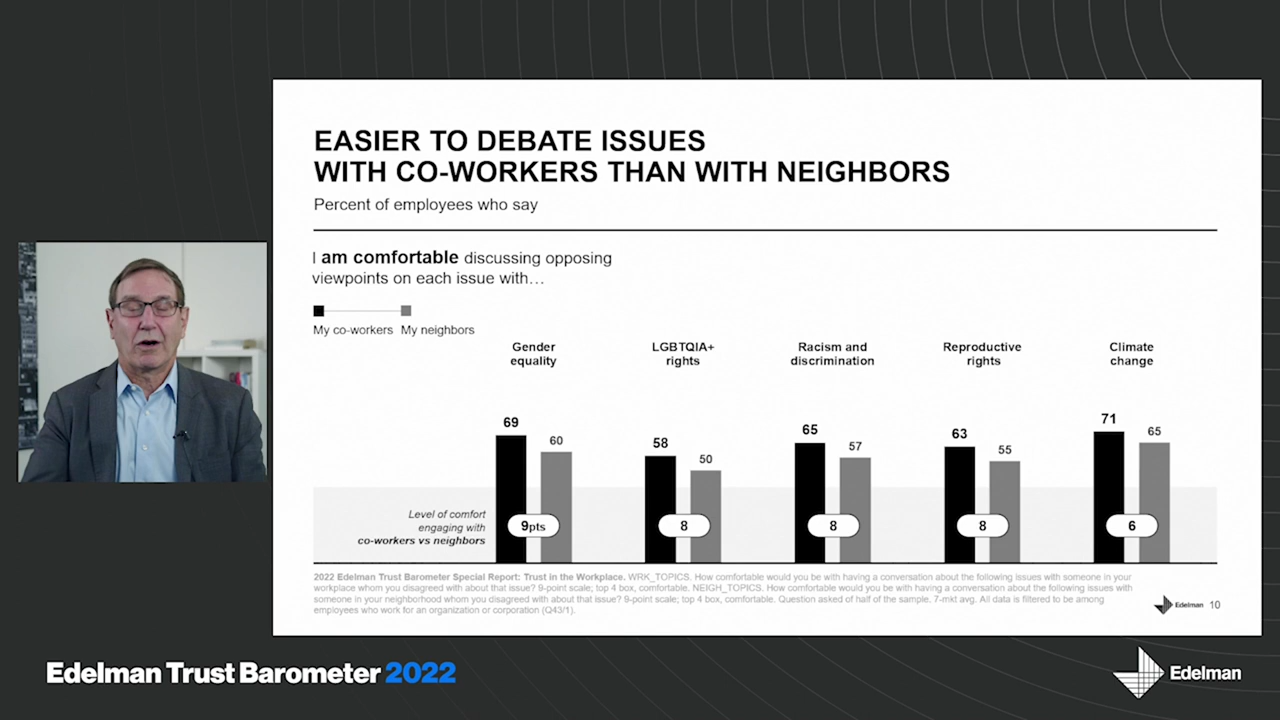 EASIER TO DEBATE ISSUES
WITH CO-WORKERS THAN WITH NEIGHBORS
Percent of employees who say
I am comfortable discussing opposing
viewpoints on each issue with…
My co-workers My neighbors
Gender
equality
LGBTQIA+
rights
Racism and
discrimination
Reproductive
rights
Climate
change
69
60
58
50
65
57
63
55
71
65
Level of comfort
engaging with
co-workers vs neighbors
9pts
8
8
8
6
2022 Edelman Trust Barometer Special Report: Trust in the Workplace. WRK_TOPICS. How comfortable would you be with having a conversation about the following issues with someone in your
workplace whom you disagreed with about that issue? 9-point scale; top 4 box, comfortable. NEIGH_TOPICS. How comfortable would you be with having a conversation about the following issues with
someone in your neighborhood whom you disagreed with about that issue? 9-point scale; top 4 box, comfortable. Question asked of half of the sample. 7-mkt avg. All data is filtered to be among
employees who work for an organization or corporation (Q43/1).
Edelman 10
Edelman Trust Barometer 2022
Edelman